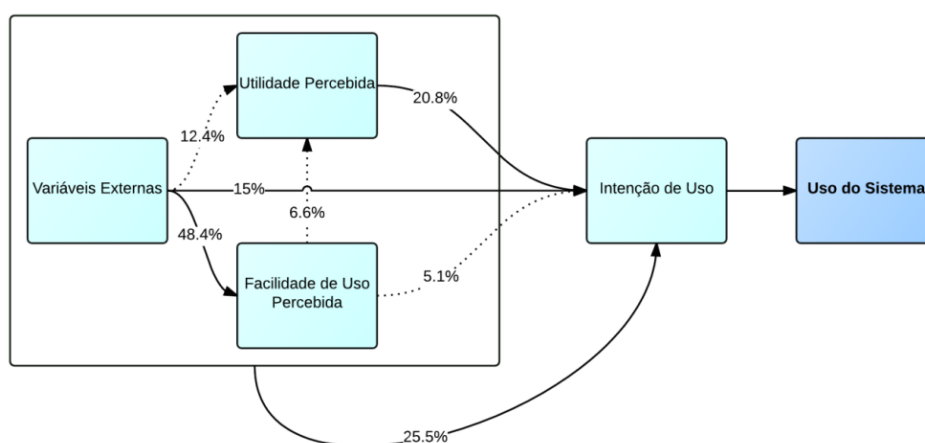 Utilidade Percebida
20.8%
12.4%
Variáveis Externas
15%
Intenção de Uso
Uso do Sistema
6.6%
48.4%
Facilidade de Uso
Percebida
5.1%
25.5%